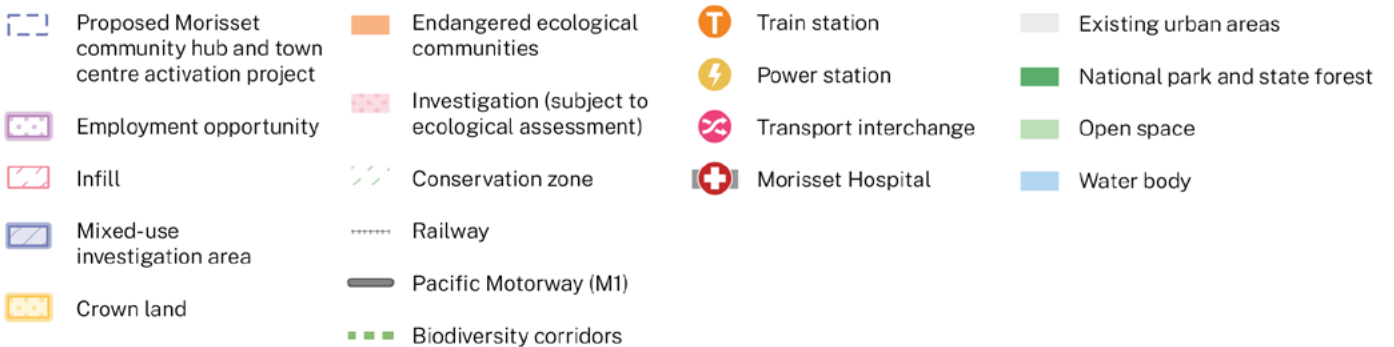 Proposed Morisset
community hub and town
centre activation project
Employment opportunity
Infill
Mixed-use
investigation area
Crown land
Endangered ecological
communities
Investigation (subject to
ecological assessment)
Conservation zone
Railway
Pacific Motorway (M1)
Biodiversity corridors
T
Train station
Power station
Transport interchange
Morisset Hospital
Existing urban areas
National park and state forest
Open space
Water body